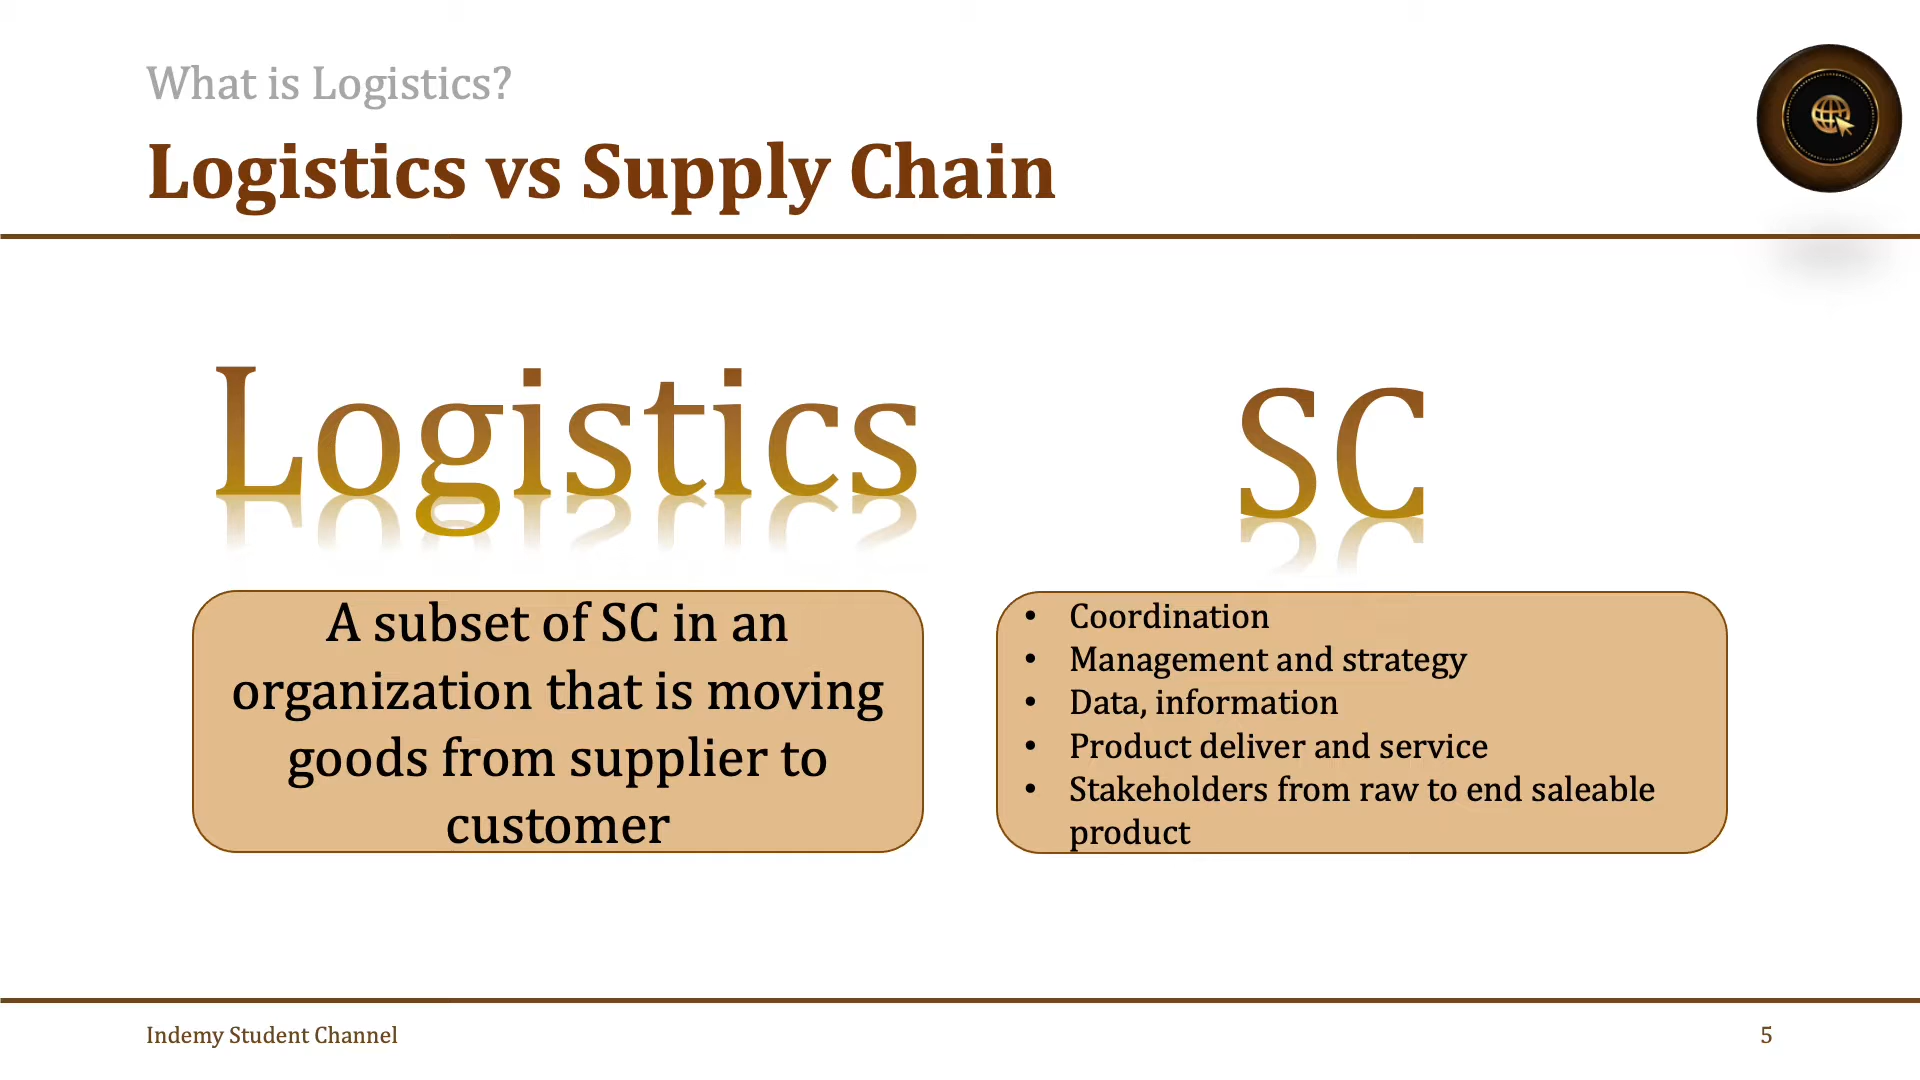 What is Logistics?
Logistics vs Supply Chain
Logistics
A subset of SC in an
organization that is moving
goods from supplier to
customer
SC
• Coordination
• Management and strategy
• Data, information
• Product deliver and service
• Stakeholders from raw to end saleable
product
Indemy Student Channel
5